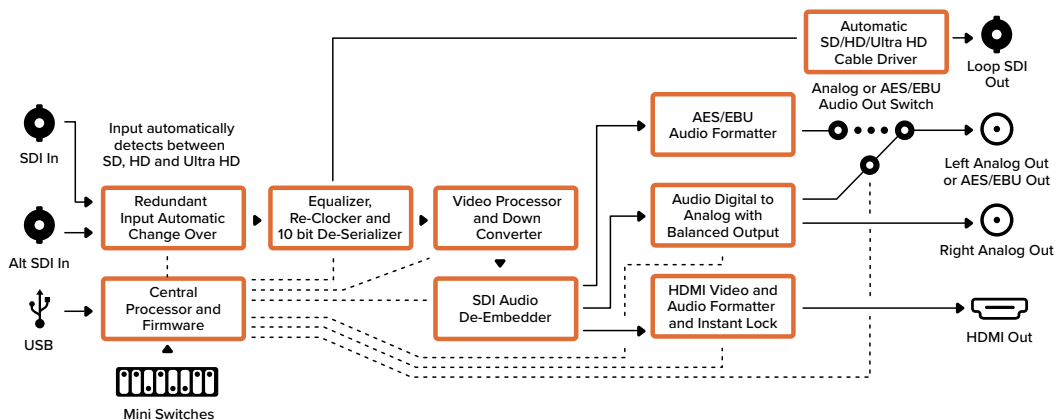 Automatic
SD/HD/Ultra HD
Cable Driver
Loop SDI
Out
Analog or AES/EBU
Audio Out Switch
AES/EBU
Audio Formatter
Input automatically
detects between
SD, HD and Ultra HD
SDI In
Left Analog Out
or AES/EBU Out
Redundant
Input Automatic
Change Over
Equalizer,
Re-Clocker and
10 bit De-Serializer
Video Processor
and Down
Converter
Audio Digital to
Analog with
Balanced Output
Right Analog Out
Alt SDI In
Central
Processor and
Firmware
SDI Audio
De-Embedder
HDMI Video and
Audio Formatter
and Instant Lock
USB
HDMI Out
Mini Switches